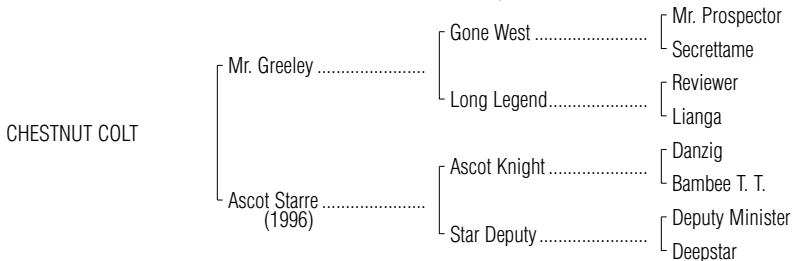 Mr. Prospector
Gone West ...........................
Secrettame
Mr. Greeley ..........................
Reviewer
Long Legend........................
Lianga
CHESTNUT COLT
Danzig
Ascot Knight ........................
Bambee T. T.
Ascot Starre .........................
(1996)
Deputy Minister
Star Deputy..........................
Deepstar